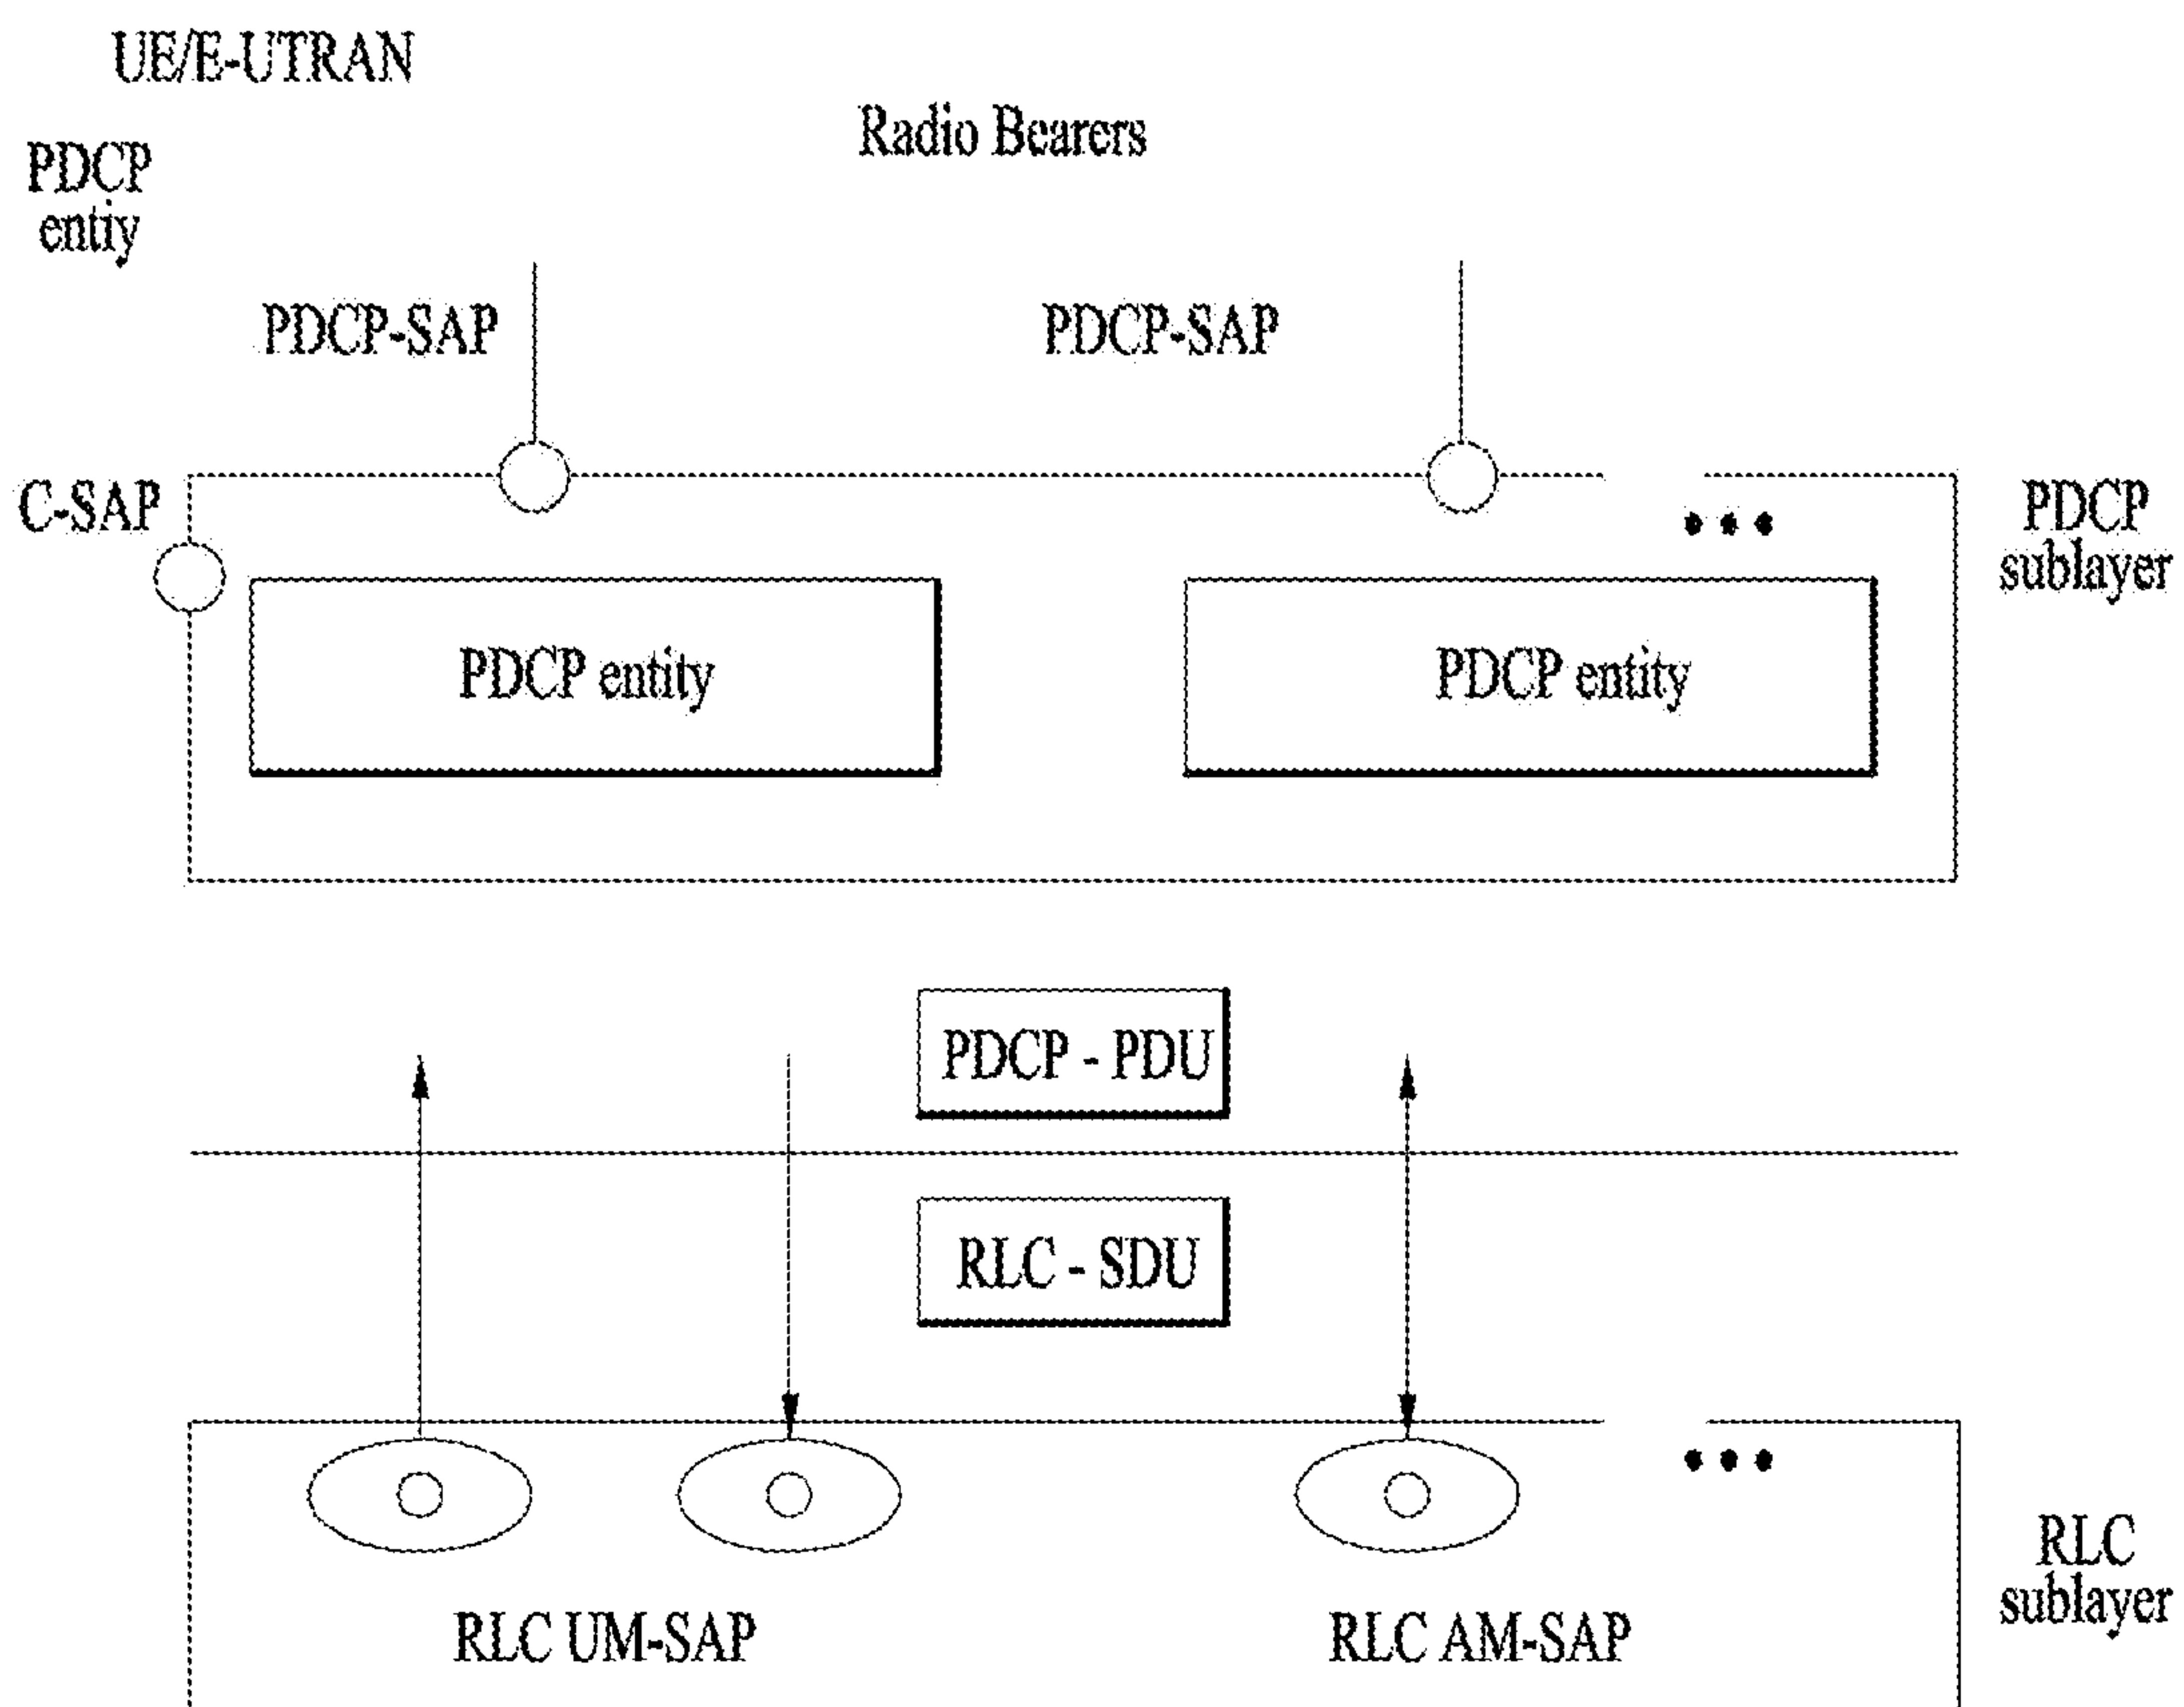 UE/E-UTRAN
Radio Bearers
PDCP
entiy
PDCP-SAP
PDCP-SAP
C-SAP
PDCP
sublayer
PDCP entity
PDCP entity
PDCP - PDU
RLC - SDU
RLC
sublayer
RLC UM-SAP
RLC AM-SAP